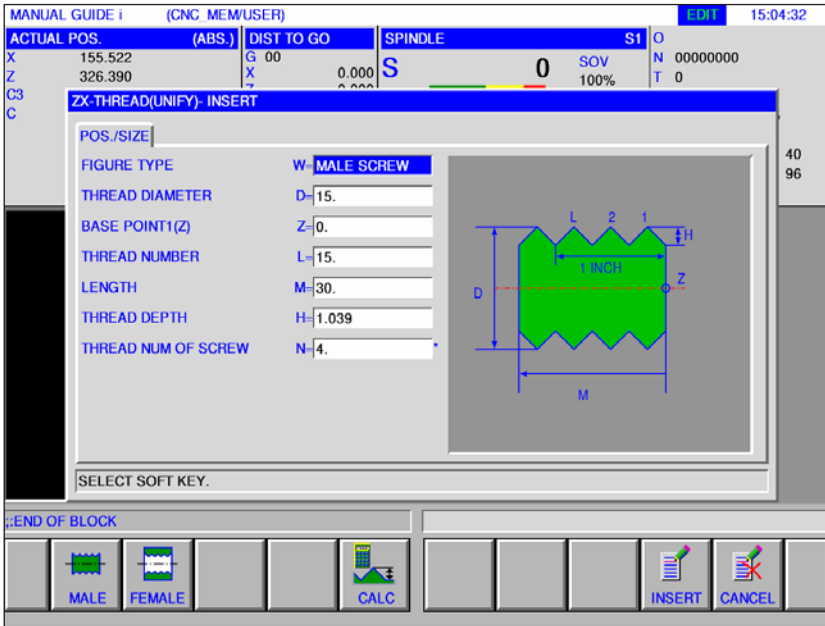 MANUAL GUIDE i (CNC_MEM/USER) EDIT 15:04:32
ACTUAL POS. (ABS.) DIST TO GO SPINDLE S1 O
X 155.522 G 00 S 0 SOV N 00000000
Z 326.390 X 0.000 100% T 0
C3
C
ZX-THREAD(UNIFY)- INSERT
POS./SIZE
FIGURE TYPE W= MALE SCREW
THREAD DIAMETER D= 15.
BASE POINT1(Z) Z= 0.
THREAD NUMBER L= 15.
LENGTH M= 30.
THREAD DEPTH H= 1.039
THREAD NUM OF SCREW N= 4. *
L 2 1
H
1 INCH
Z
D
M
40
96
SELECT SOFT KEY.
;;END OF BLOCK
MALE FEMALE CALC INSERT CANCEL